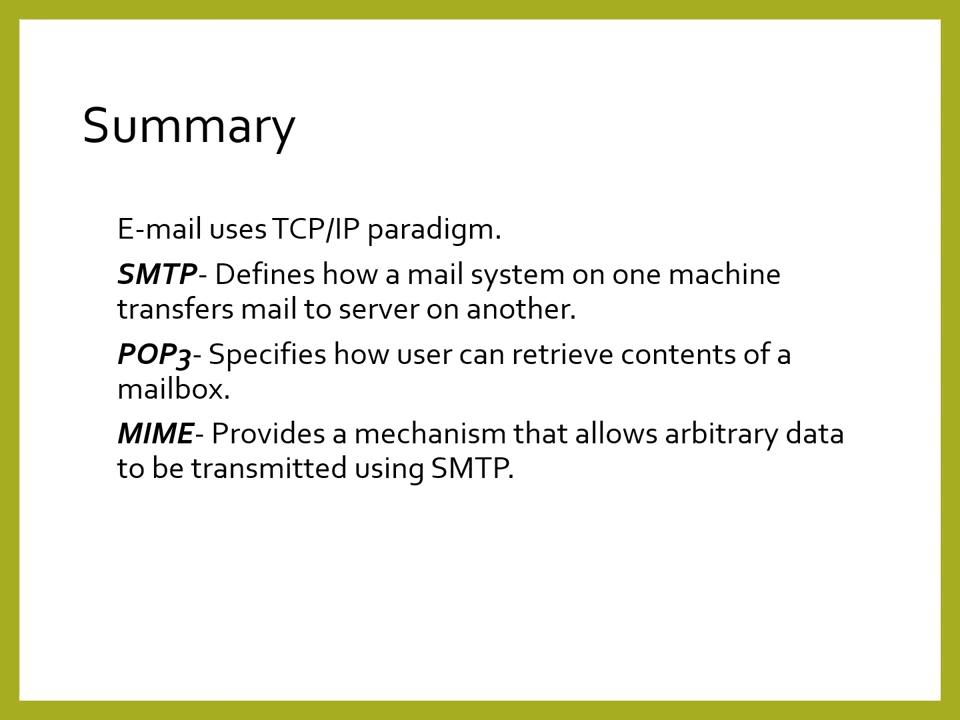 Summary
E-mail uses TCP/IP paradigm.
SMTP- Defines how a mail system on one machine
transfers mail to server on another.
POP3- Specifies how user can retrieve contents of a
mailbox.
MIME- Provides a mechanism that allows arbitrary data
to be transmitted using SMTP.